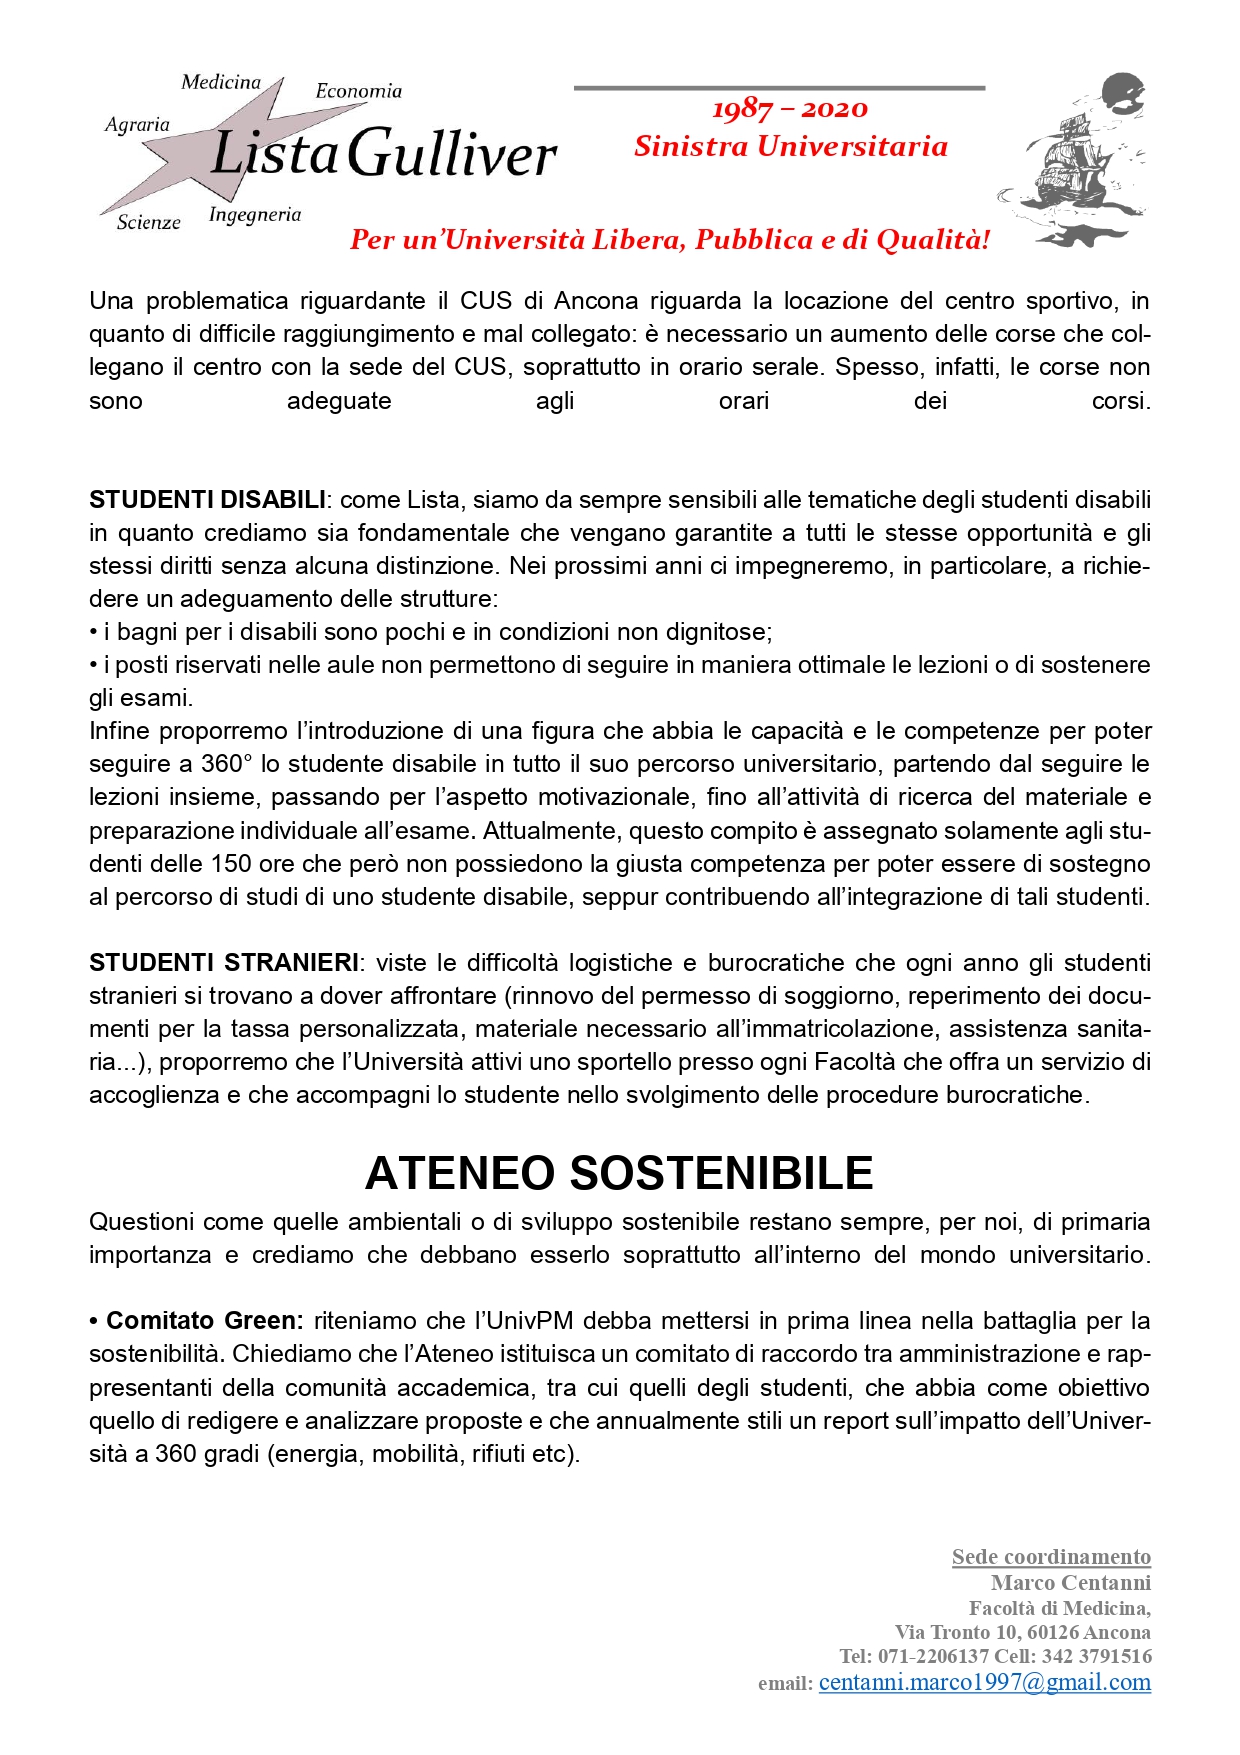 Medicina
Economia
Agraria
Lista Gulliver
Scienze
Ingegneria
1987 – 2020
Sinistra Universitaria
Per un’Università Libera, Pubblica e di Qualità!
Una problematica riguardante il CUS di Ancona riguarda la locazione del centro sportivo, in
quanto di difficile raggiungimento e mal collegato: è necessario un aumento delle corse che col-
legano il centro con la sede del CUS, soprattutto in orario serale. Spesso, infatti, le corse non
sono adeguate agli orari dei corsi.
STUDENTI DISABILI: come Lista, siamo da sempre sensibili alle tematiche degli studenti disabili
in quanto crediamo sia fondamentale che vengano garantite a tutti le stesse opportunità e gli
stessi diritti senza alcuna distinzione. Nei prossimi anni ci impegneremo, in particolare, a richie-
dere un adeguamento delle strutture:
• i bagni per i disabili sono pochi e in condizioni non dignitose;
• i posti riservati nelle aule non permettono di seguire in maniera ottimale le lezioni o di sostenere
gli esami.
Infine proporremo l’introduzione di una figura che abbia le capacità e le competenze per poter
seguire a 360° lo studente disabile in tutto il suo percorso universitario, partendo dal seguire le
lezioni insieme, passando per l’aspetto motivazionale, fino all’attività di ricerca del materiale e
preparazione individuale all’esame. Attualmente, questo compito è assegnato solamente agli stu-
denti delle 150 ore che però non possiedono la giusta competenza per poter essere di sostegno
al percorso di studi di uno studente disabile, seppur contribuendo all’integrazione di tali studenti.
STUDENTI STRANIERI: viste le difficoltà logistiche e burocratiche che ogni anno gli studenti
stranieri si trovano a dover affrontare (rinnovo del permesso di soggiorno, reperimento dei docu-
menti per la tassa personalizzata, materiale necessario all’immatricolazione, assistenza sanita-
ria...), proporremo che l’Università attivi uno sportello presso ogni Facoltà che offra un servizio di
accoglienza e che accompagni lo studente nello svolgimento delle procedure burocratiche.
ATENEO SOSTENIBILE
Questioni come quelle ambientali o di sviluppo sostenibile restano sempre, per noi, di primaria
importanza e crediamo che debbano esserlo soprattutto all’interno del mondo universitario.
• Comitato Green: riteniamo che l’UnivPM debba mettersi in prima linea nella battaglia per la
sostenibilità. Chiediamo che l’Ateneo istituisca un comitato di raccordo tra amministrazione e rap-
presentanti della comunità accademica, tra cui quelli degli studenti, che abbia come obiettivo
quello di redigere e analizzare proposte e che annualmente stili un report sull’impatto dell’Univer-
sità a 360 gradi (energia, mobilità, rifiuti etc).
Sede coordinamento
Marco Centanni
Facoltà di Medicina,
Via Tronto 10, 60126 Ancona
Tel: 071-2206137 Cell: 342 3791516
email: centanni.marco1997@gmail.com